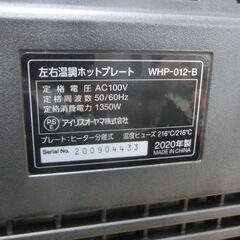 左右温調ホットプレート WHP-012-B
定格電圧 AC100V
定格周波数 50/60Hz
定格消費電力 1350W
PS E
アイリスオーヤマ株式会社
プレート:ヒーター分離式 温度ヒューズ 216℃/216℃
Serial No. 200904433
2020年製
MADE IN CHINA